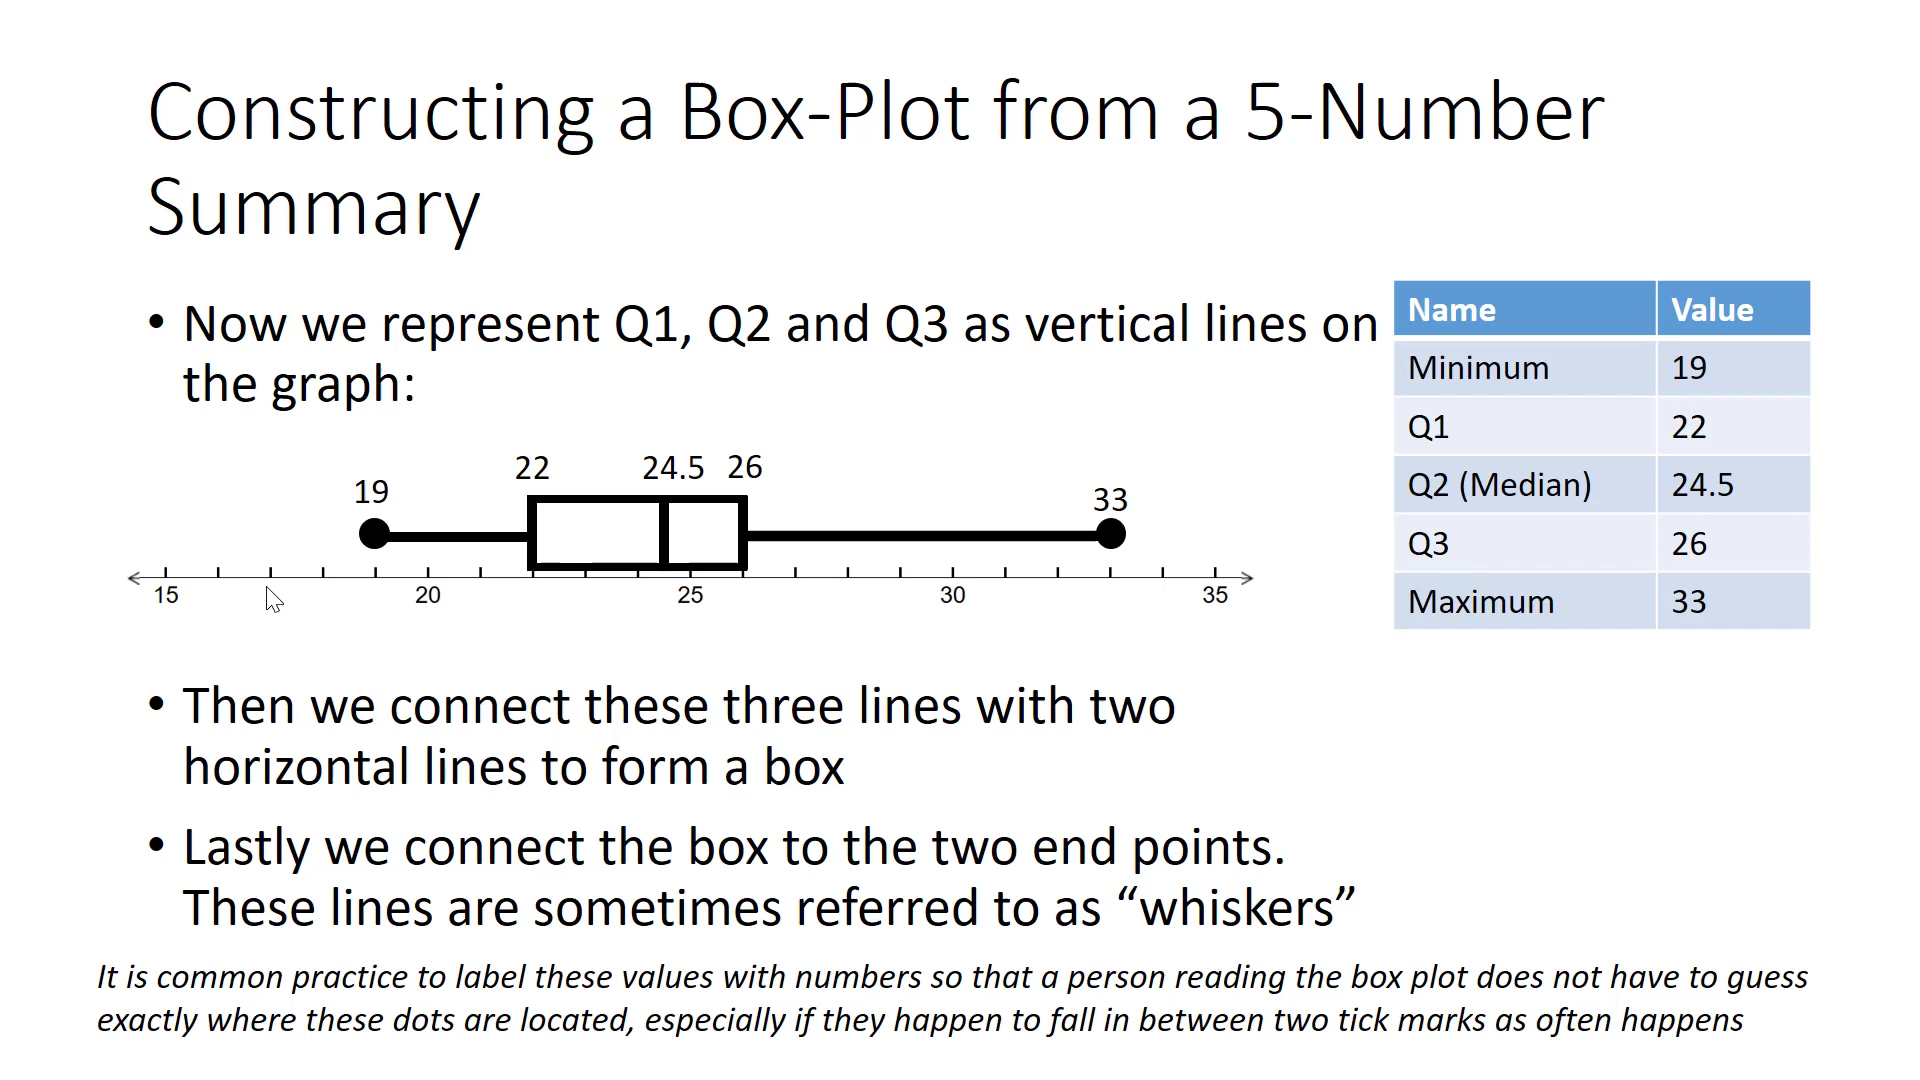 Constructing a Box-Plot from a 5-Number
Summary
• Now we represent Q1, Q2 and Q3 as vertical lines on
the graph:
19 22 24.5 26 33
15 20 25 30 35
Name Value
Minimum 19
Q1 22
Q2 (Median) 24.5
Q3 26
Maximum 33
• Then we connect these three lines with two
horizontal lines to form a box
• Lastly we connect the box to the two end points.
These lines are sometimes referred to as “whiskers”
It is common practice to label these values with numbers so that a person reading the box plot does not have to guess
exactly where these dots are located, especially if they happen to fall in between two tick marks as often happens